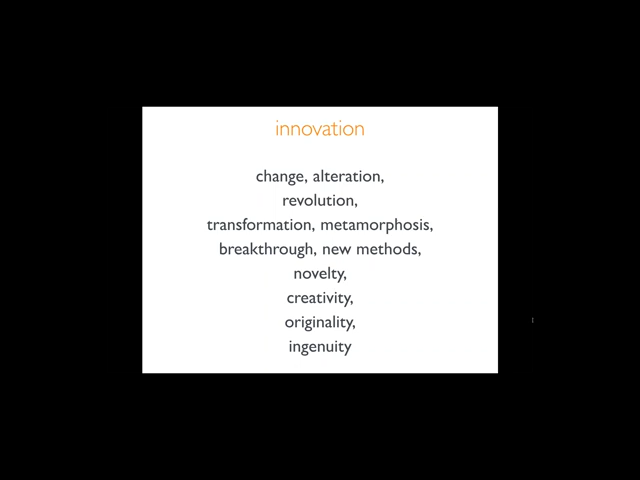 innovation
change, alteration,
revolution,
transformation, metamorphosis,
breakthrough, new methods,
novelty,
creativity,
originality,
ingenuity